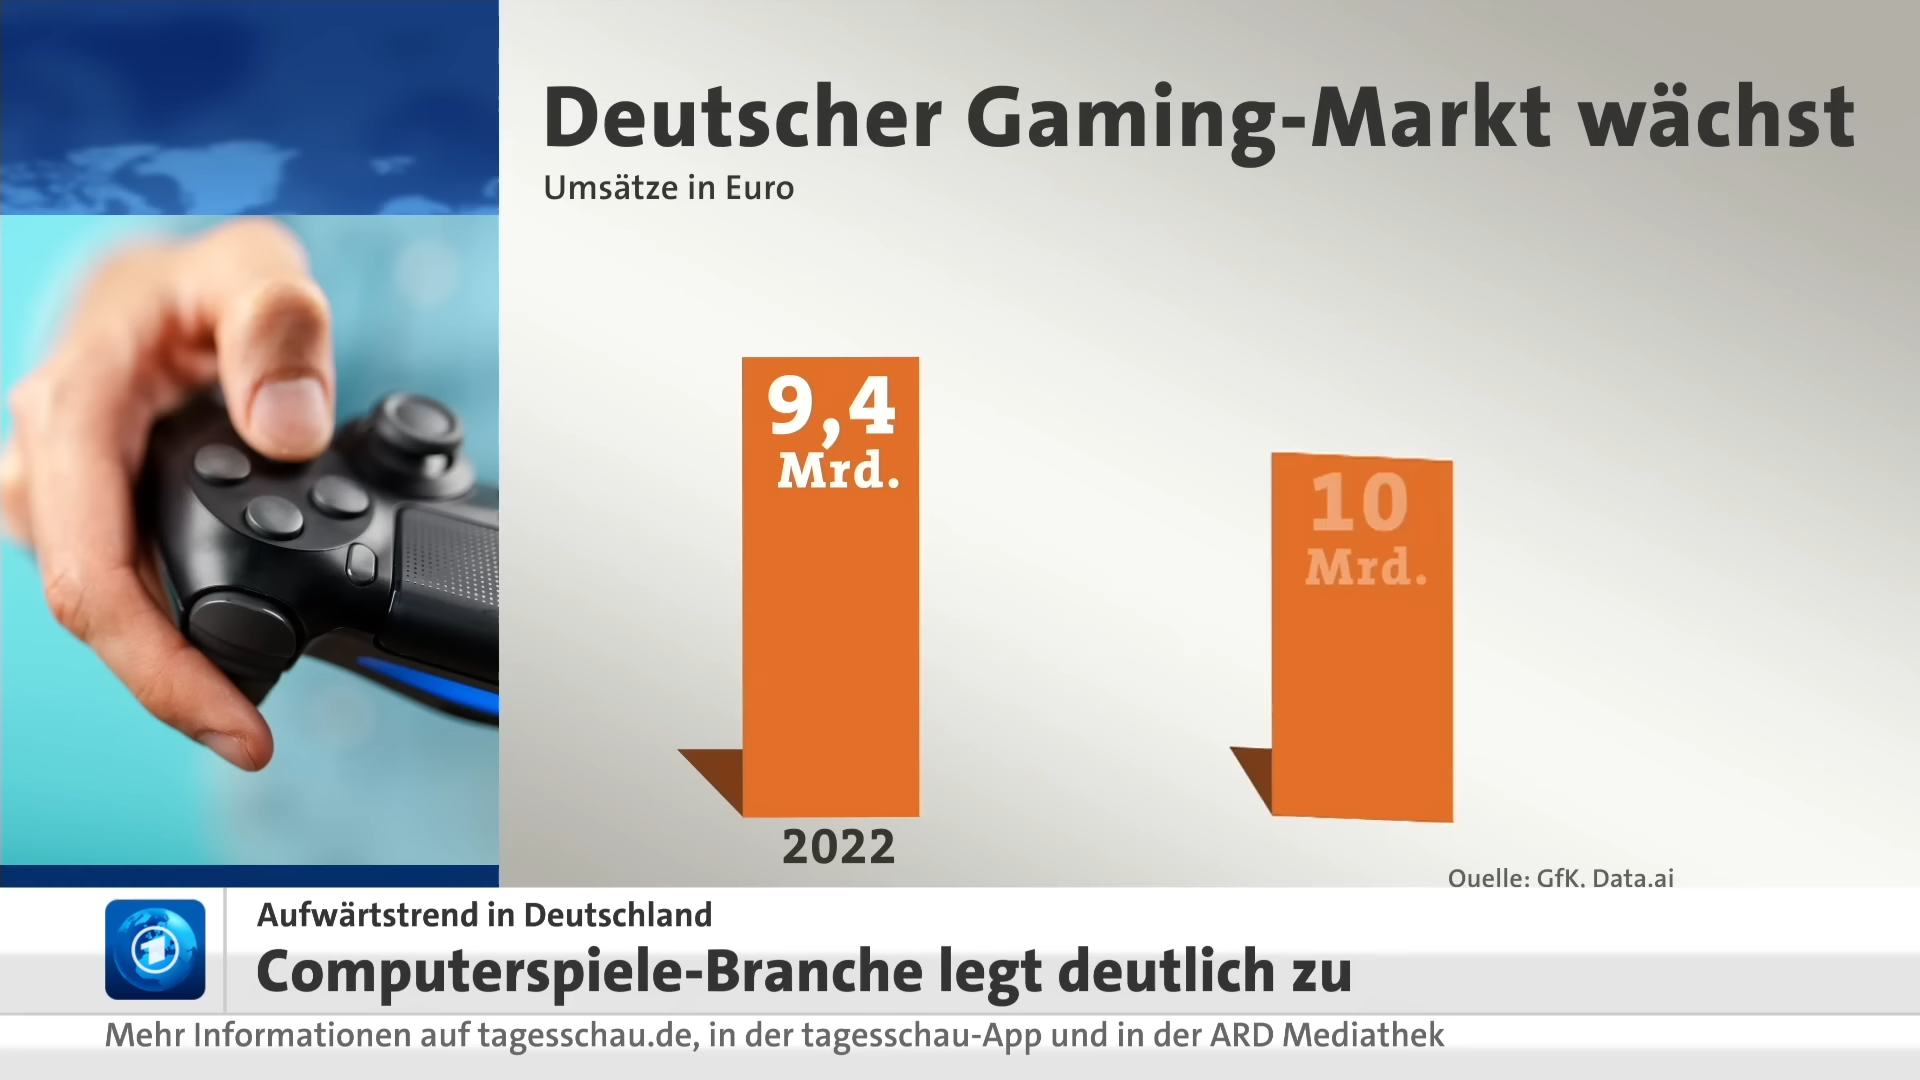 Deutscher Gaming-Markt wächst
Umsätze in Euro
9,4
Mrd.
10
Mrd.
2022
Quelle: GfK, Data.ai
1
Aufwärtstrend in Deutschland
Computerspiele-Branche legt deutlich zu
Mehr Informationen auf tagesschau.de, in der tagesschau-App und in der ARD Mediathek